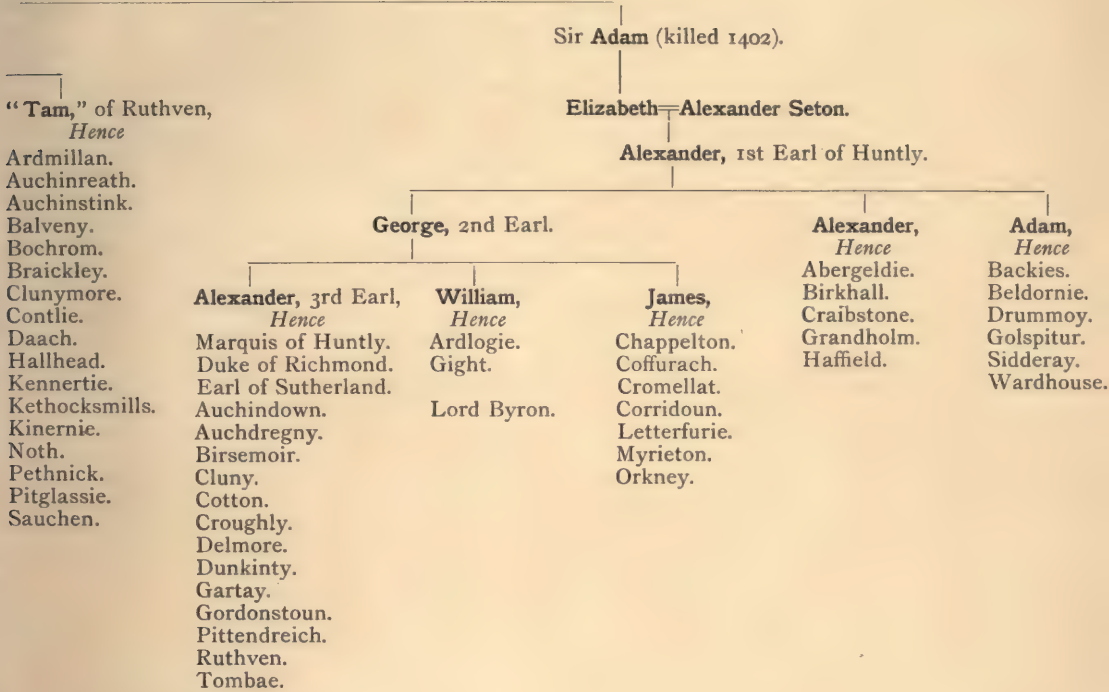 Sir Adam (killed 1402).
"Tam," of Ruthven,
Hence
Ardmillan.
Auchinreath.
Auchinstink.
Balveny.
Bochrom.
Braickley.
Clunymore.
Contlie.
Daach.
Hallhead.
Kennertie.
Kethocksmills.
Kinernie.
Noth.
Pethnick.
Pitglassie.
Sauchen.
Elizabeth=Alexander Seton.
Alexander, 1st Earl of Huntly.
George, 2nd Earl.
Alexander, 3rd Earl,
Hence
Marquis of Huntly.
Duke of Richmond.
Earl of Sutherland.
Auchindown.
Auchdregny.
Birsemoir.
Cluny.
Cotton.
Croughly.
Delmore.
Dunkinty.
Gartay.
Gordonstoun.
Pittendreich.
Ruthven.
Tombae.
William,
Hence
Ardlogie.
Gight.
Lord Byron.
James,
Hence
Chappelton.
Coffurach.
Cromellat.
Corridoun.
Letterfurie.
Myrieton.
Orkney.
Alexander,
Hence
Abergeldie.
Birkhall.
Craibstone.
Grandholm.
Haffield.
Adam,
Hence
Backies.
Beldornie.
Drummoy.
Golspitur.
Sidderay.
Wardhouse.